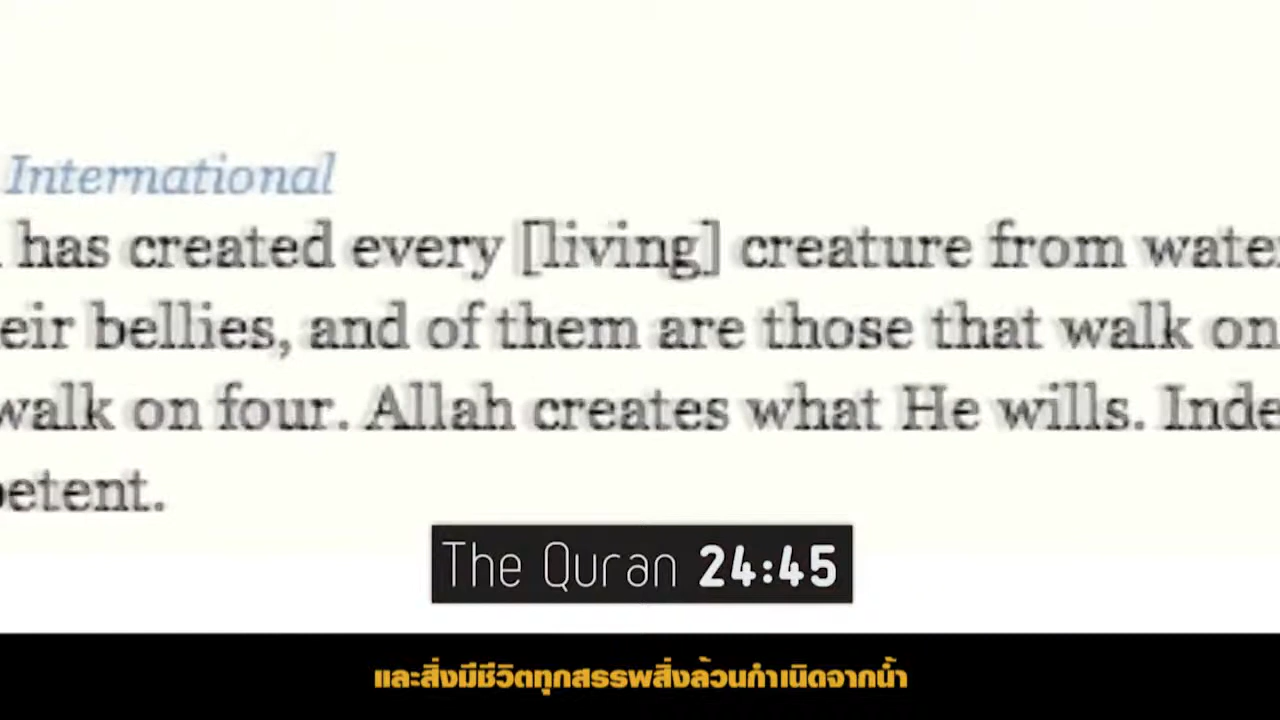 International
has created every [living] creature from water
eir bellies, and of them are those that walk on
walk on four. Allah creates what He wills. Inde
petent.
The Quran 24:45
และสิ่งมีชีวิตทุกสรรพสิ่งล้วนกำเนิดจากน้ำ